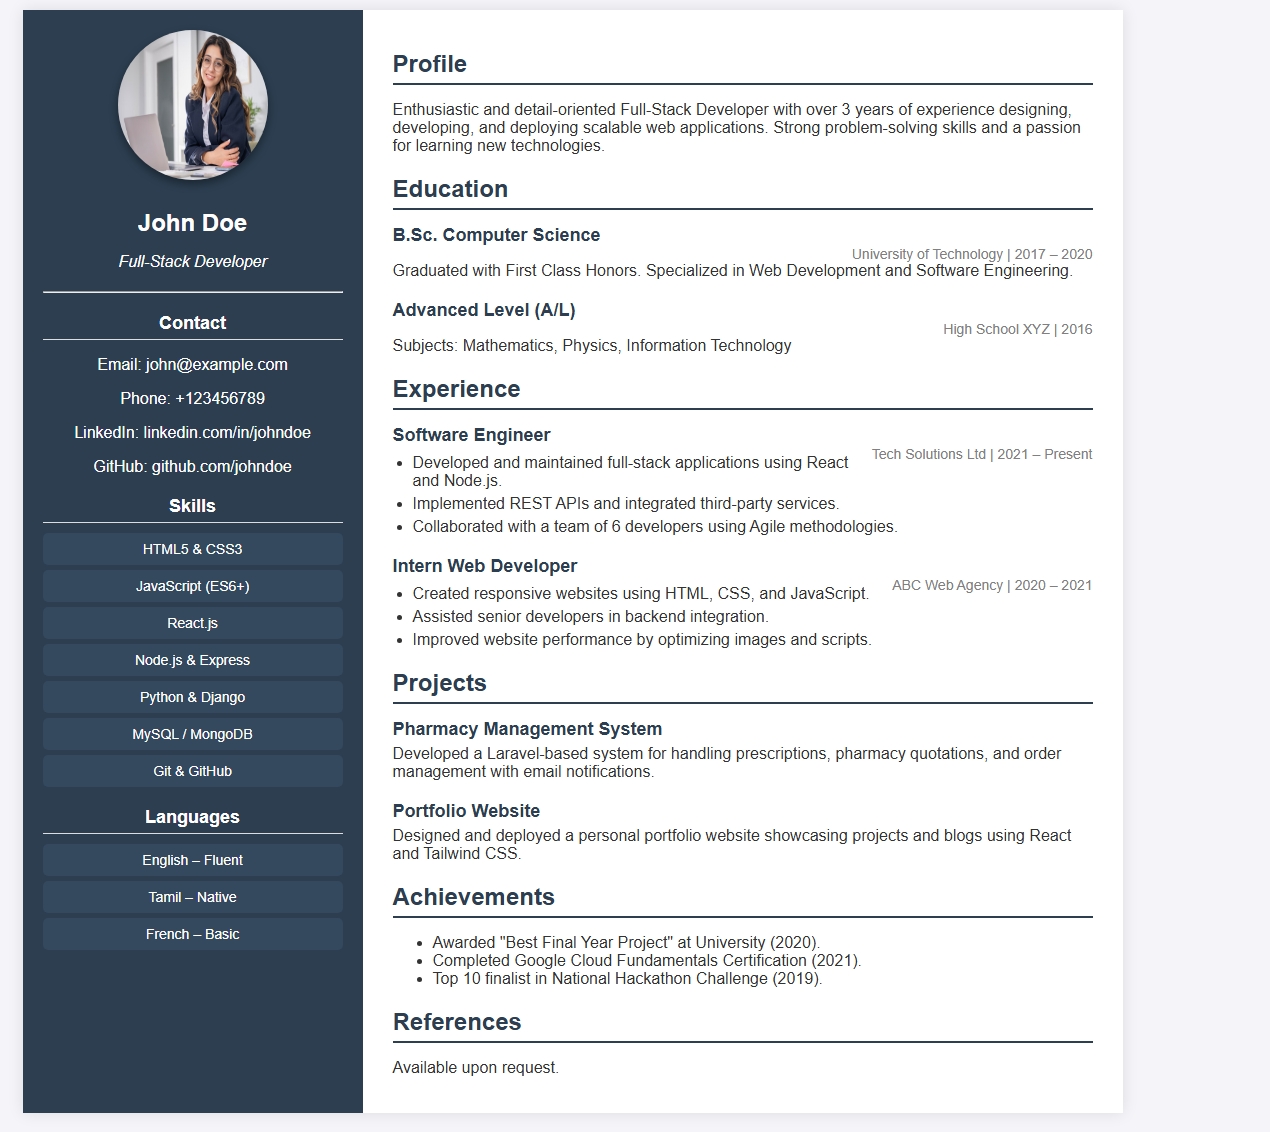 John Doe
Full-Stack Developer
Contact
Email: john@example.com
Phone: +123456789
LinkedIn: linkedin.com/in/johndoe
GitHub: github.com/johndoe
Skills
HTML5 & CSS3
JavaScript (ES6+)
React.js
Node.js & Express
Python & Django
MySQL / MongoDB
Git & GitHub
Languages
English – Fluent
Tamil – Native
French – Basic
Profile
Enthusiastic and detail-oriented Full-Stack Developer with over 3 years of experience designing,
developing, and deploying scalable web applications. Strong problem-solving skills and a passion
for learning new technologies.
Education
B.Sc. Computer Science
University of Technology | 2017 – 2020
Graduated with First Class Honors. Specialized in Web Development and Software Engineering.
Advanced Level (A/L)
High School XYZ | 2016
Subjects: Mathematics, Physics, Information Technology
Experience
Software Engineer
Tech Solutions Ltd | 2021 – Present
• Developed and maintained full-stack applications using React
and Node.js.
• Implemented REST APIs and integrated third-party services.
• Collaborated with a team of 6 developers using Agile methodologies.
Intern Web Developer
ABC Web Agency | 2020 – 2021
• Created responsive websites using HTML, CSS, and JavaScript.
• Assisted senior developers in backend integration.
• Improved website performance by optimizing images and scripts.
Projects
Pharmacy Management System
Developed a Laravel-based system for handling prescriptions, pharmacy quotations, and order
management with email notifications.
Portfolio Website
Designed and deployed a personal portfolio website showcasing projects and blogs using React
and Tailwind CSS.
Achievements
• Awarded "Best Final Year Project" at University (2020).
• Completed Google Cloud Fundamentals Certification (2021).
• Top 10 finalist in National Hackathon Challenge (2019).
References
Available upon request.